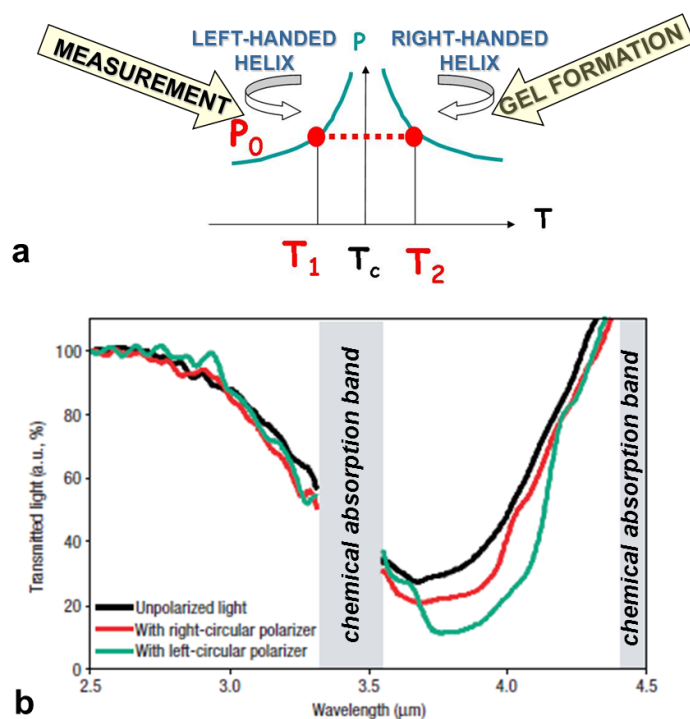 LEFT-HANDED
HELIX
P
RIGHT-HANDED
HELIX
MEASUREMENT
GEL FORMATION
P0
T
T1
Tc
T2
a
Transmitted light (a.u., %)
100
80
60
40
20
0
chemical absorption band
chemical absorption band
Unpolarized light
With right-circular polarizer
With left-circular polarizer
2.5 3.0 3.5 4.0 4.5
Wavelength (μm)
b